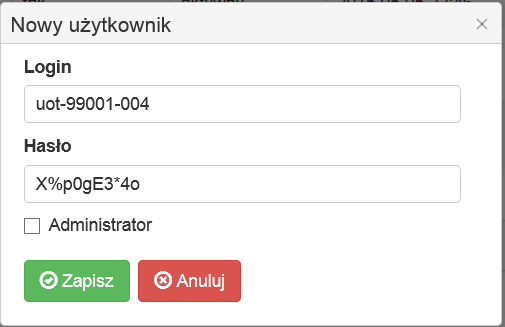 Nowy użytkownik
Login
uot-99001-004
Hasło
X%p0gE3*4o
Administrator
Zapisz
Anuluj